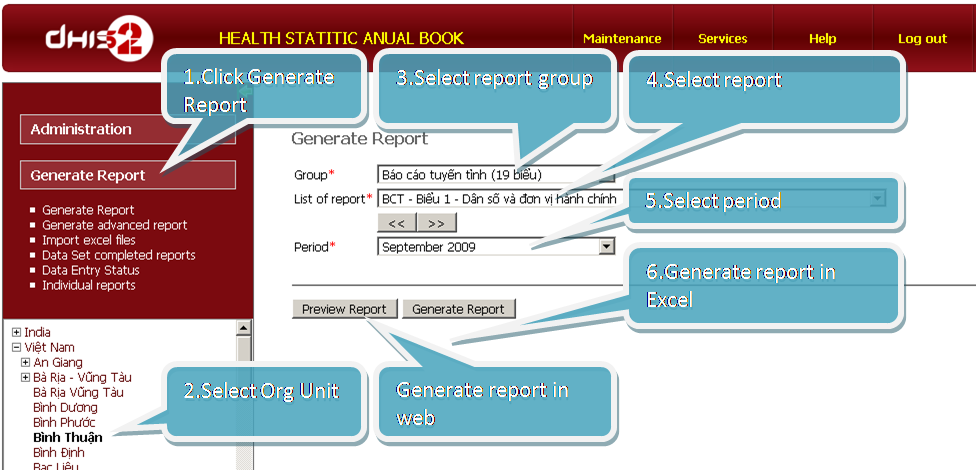 dHIS2
HEALTH STATITIC ANUAL BOOK
Maintenance
Services
Help
Log out
1.Click Generate
Report
3.Select report group
4.Select report
Administration
Generate Report
Generate Report
Generate advanced report
Import excel files
Data Set completed reports
Data Entry Status
Individual reports
Generate Report
Group*
Báo cáo tuyến tỉnh (19 biểu)
List of report*
BCT - Biểu 1 - Dân số và đơn vị hành chính
<<
>>
5.Select period
Period*
September 2009
6.Generate report in
Excel
Preview Report
Generate Report
India
Việt Nam
An Giang
Bà Rịa - Vũng Tàu
Bà Rịa Vũng Tàu
Bình Dương
Bình Phước
Bình Thuận
Bình Định
Bạc Liêu
2.Select Org Unit
Generate report in
web